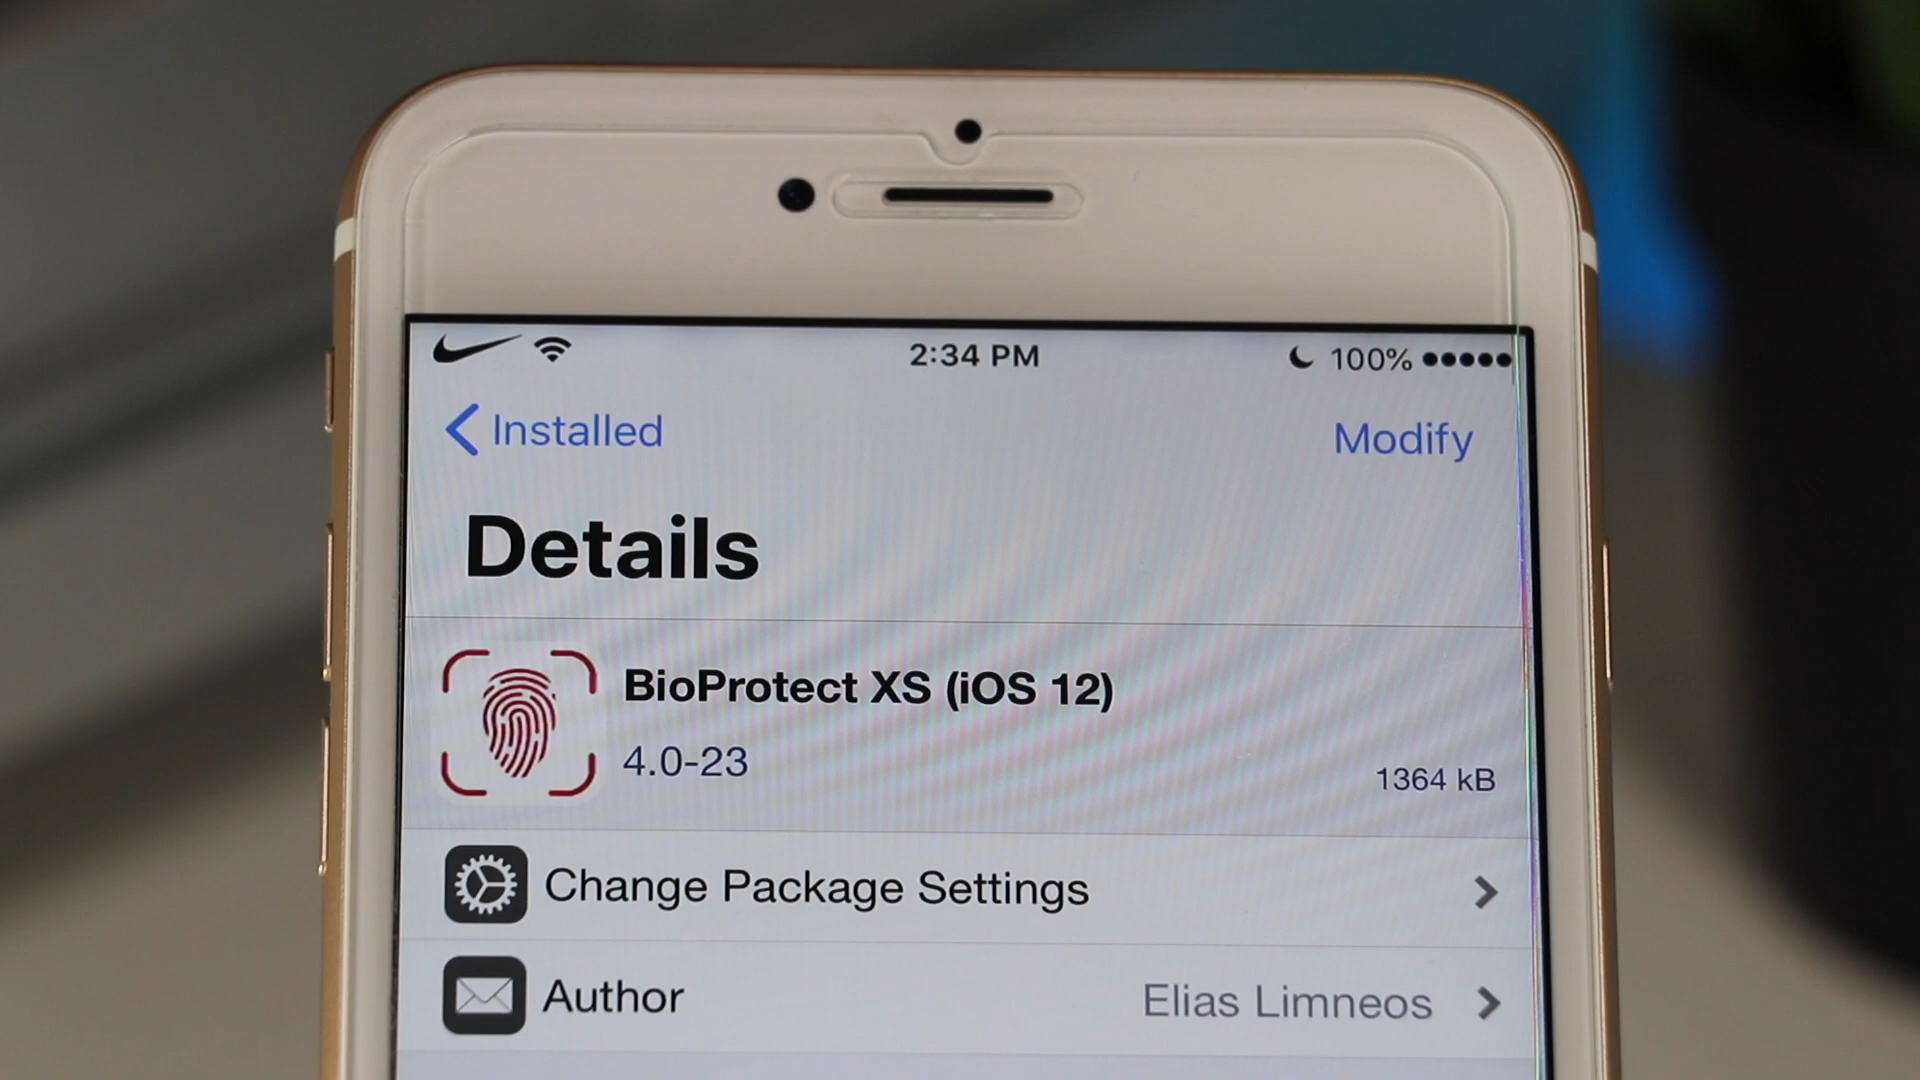 2:34 PM
100%
Installed
Modify
Details
BioProtect XS (iOS 12)
4.0-23
1364 kB
Change Package Settings
Author
Elias Limneos